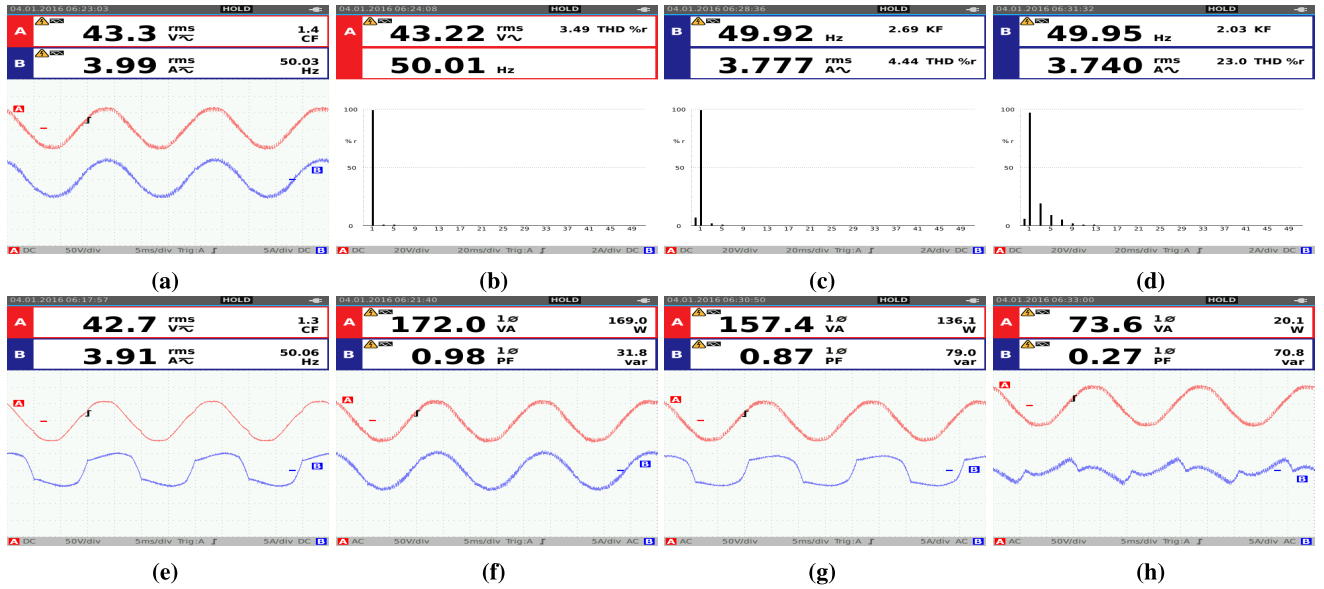 04.01.2016 06:23:03 HOLD
A 43.3 rms V 1.4 CF
B 3.99 rms A 50.03 Hz
A
B
A DC 50V/div 5ms/div Trig:A 5A/div DC B
(a)
04.01.2016 06:24:08 HOLD
A 43.22 rms V 3.49 THD %r
50.01 Hz
100
%r
50
0
1 5 9 13 17 21 25 29 33 37 41 45 49
A DC 20V/div 20ms/div Trig:A 2A/div DC B
(b)
04.01.2016 06:28:36 HOLD
B 49.92 Hz 2.69 KF
3.777 rms A 4.44 THD %r
100
%r
50
0
1 5 9 13 17 21 25 29 33 37 41 45 49
A DC 20V/div 20ms/div Trig:A 2A/div DC B
(c)
04.01.2016 06:31:32 HOLD
B 49.95 Hz 2.03 KF
3.740 rms A 23.0 THD %r
100
%r
50
0
1 5 9 13 17 21 25 29 33 37 41 45 49
A DC 20V/div 20ms/div Trig:A 2A/div DC B
(d)
04.01.2016 06:17:57 HOLD
A 42.7 rms V 1.3 CF
B 3.91 rms A 50.06 Hz
A
B
A DC 50V/div 5ms/div Trig:A 5A/div DC B
(e)
04.01.2016 06:21:40 HOLD
A 172.0 1ø VA 169.0 W
B 0.98 1ø PF 31.8 var
A
B
A AC 50V/div 5ms/div Trig:A 5A/div AC B
(f)
04.01.2016 06:30:50 HOLD
A 157.4 1ø VA 136.1 W
B 0.87 1ø PF 79.0 var
A
B
A AC 50V/div 5ms/div Trig:A 5A/div AC B
(g)
04.01.2016 06:33:00 HOLD
A 73.6 1ø VA 20.1 W
B 0.27 1ø PF 70.8 var
A
B
A AC 50V/div 5ms/div Trig:A 5A/div AC B
(h)